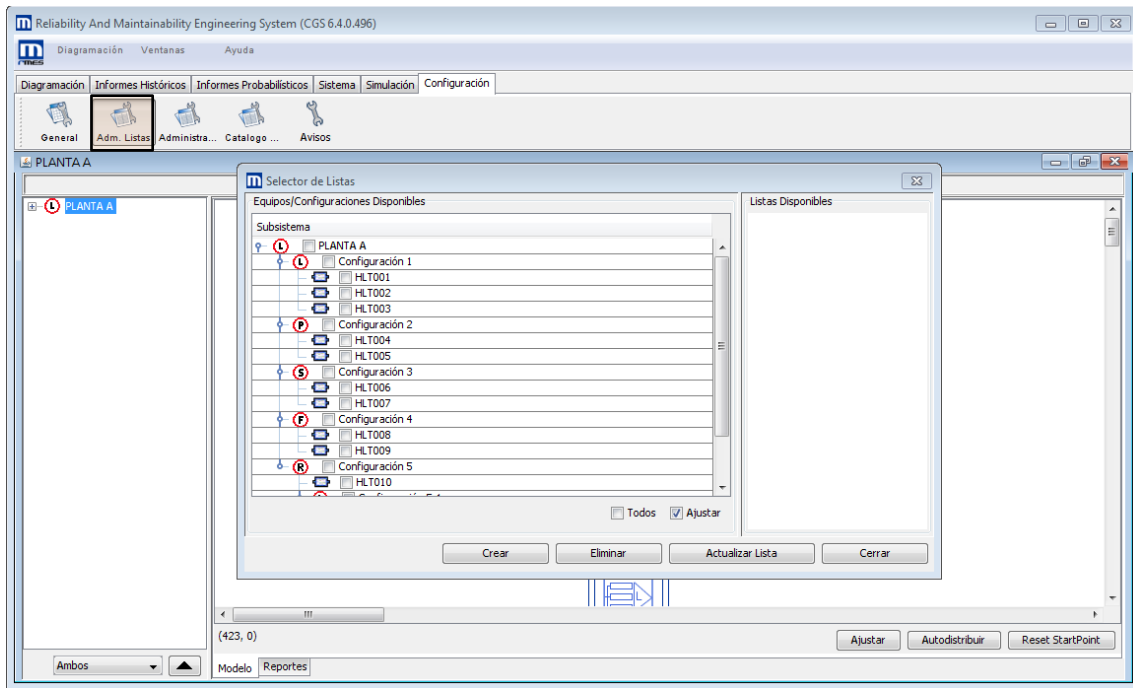 Reliability And Maintainability Engineering System (CGS 6.4.0.496)
Diagramación Ventanas Ayuda
Diagramación Informes Históricos Informes Probabilísticos Sistema Simulación Configuración
General Adm. Listas Administra... Catalogo ... Avisos
PLANTA A
PLANTA A
Selector de Listas
Equipos/Configuraciones Disponibles
Listas Disponibles
Subsistema
L PLANTA A
L Configuración 1
HLT001
HLT002
HLT003
P Configuración 2
HLT004
HLT005
S Configuración 3
HLT006
HLT007
F Configuración 4
HLT008
HLT009
R Configuración 5
HLT010
Todos Ajustar
Crear Eliminar Actualizar Lista Cerrar
L
(423, 0)
Ajustar Autodistribuir Reset StartPoint
Ambos
Modelo Reportes